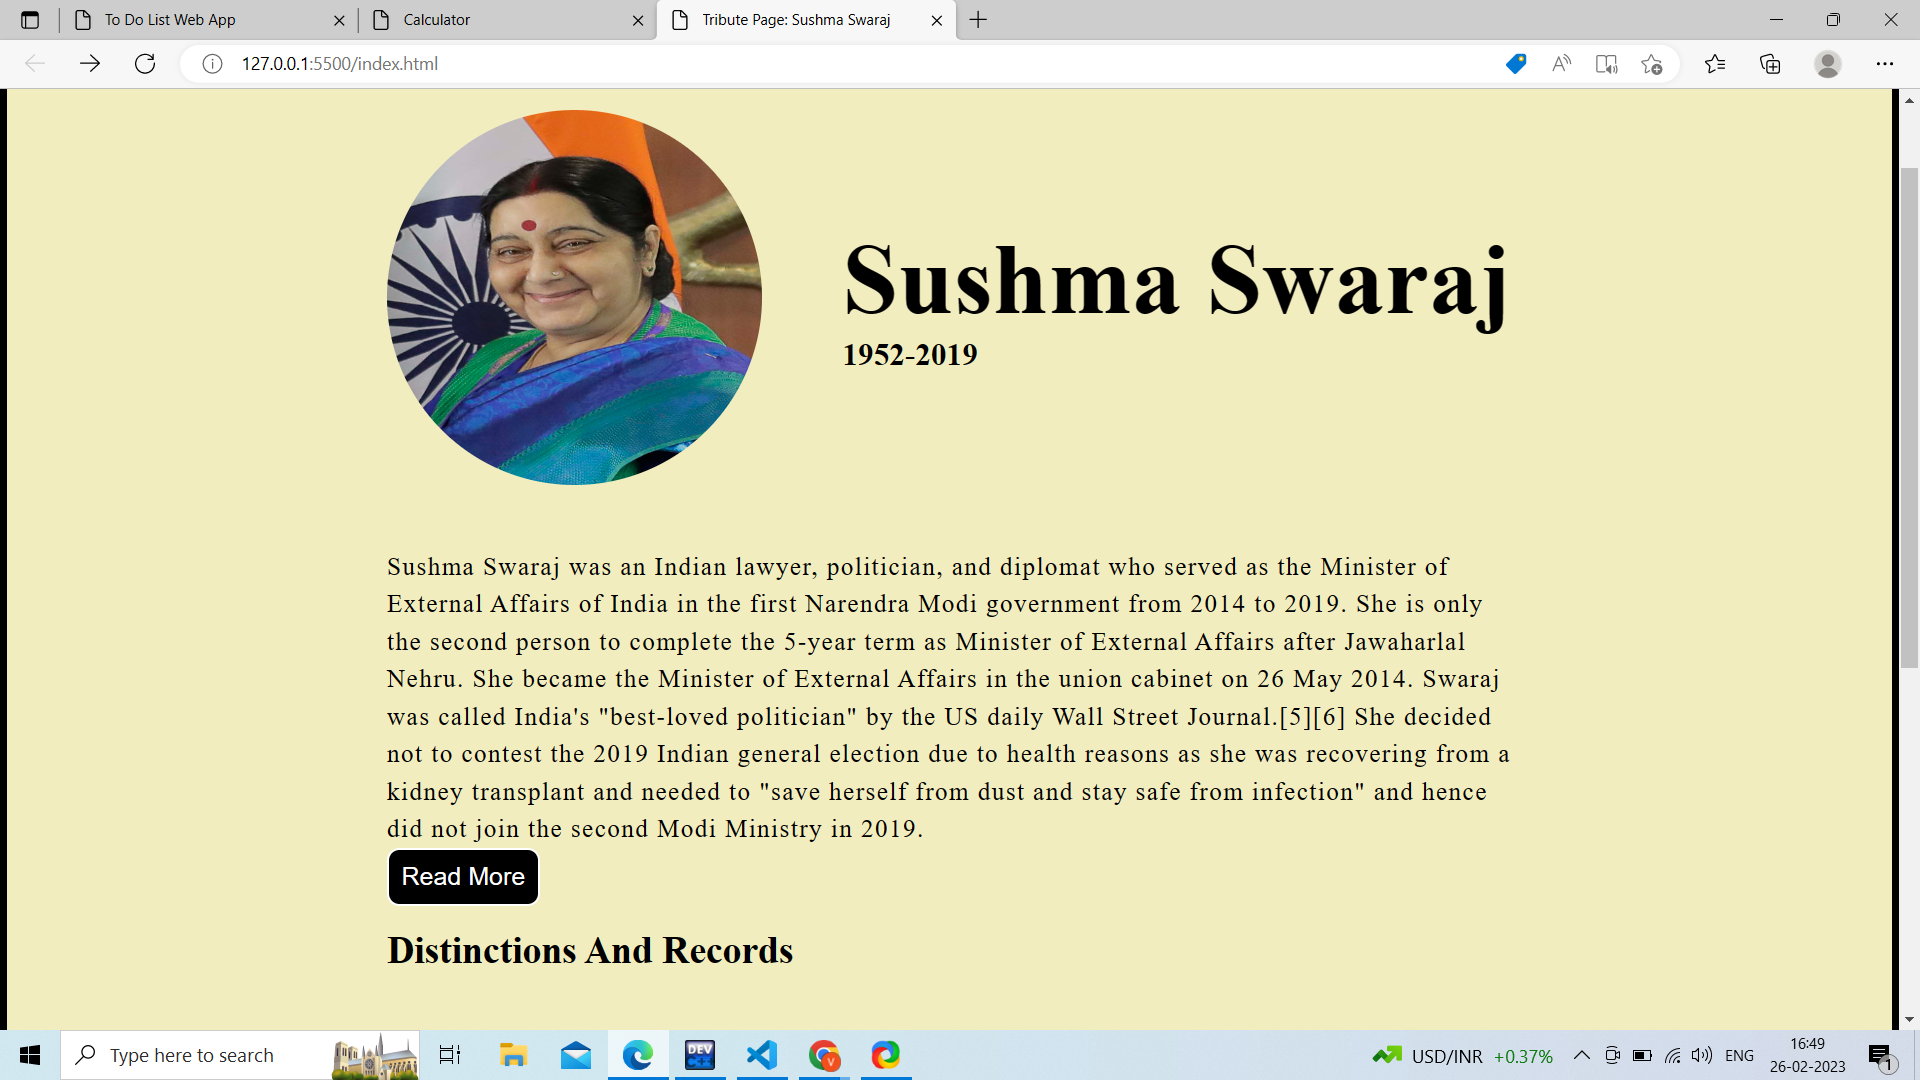 To Do List Web App
Calculator
Tribute Page: Sushma Swaraj
127.0.0.1:5500/index.html
Sushma Swaraj
1952-2019
Sushma Swaraj was an Indian lawyer, politician, and diplomat who served as the Minister of
External Affairs of India in the first Narendra Modi government from 2014 to 2019. She is only
the second person to complete the 5-year term as Minister of External Affairs after Jawaharlal
Nehru. She became the Minister of External Affairs in the union cabinet on 26 May 2014. Swaraj
was called India's "best-loved politician" by the US daily Wall Street Journal.[5][6] She decided
not to contest the 2019 Indian general election due to health reasons as she was recovering from a
kidney transplant and needed to "save herself from dust and stay safe from infection" and hence
did not join the second Modi Ministry in 2019.
Read More
Distinctions And Records
Type here to search
DEV
C++
V
USD/INR +0.37%
ENG
16:49
26-02-2023
1